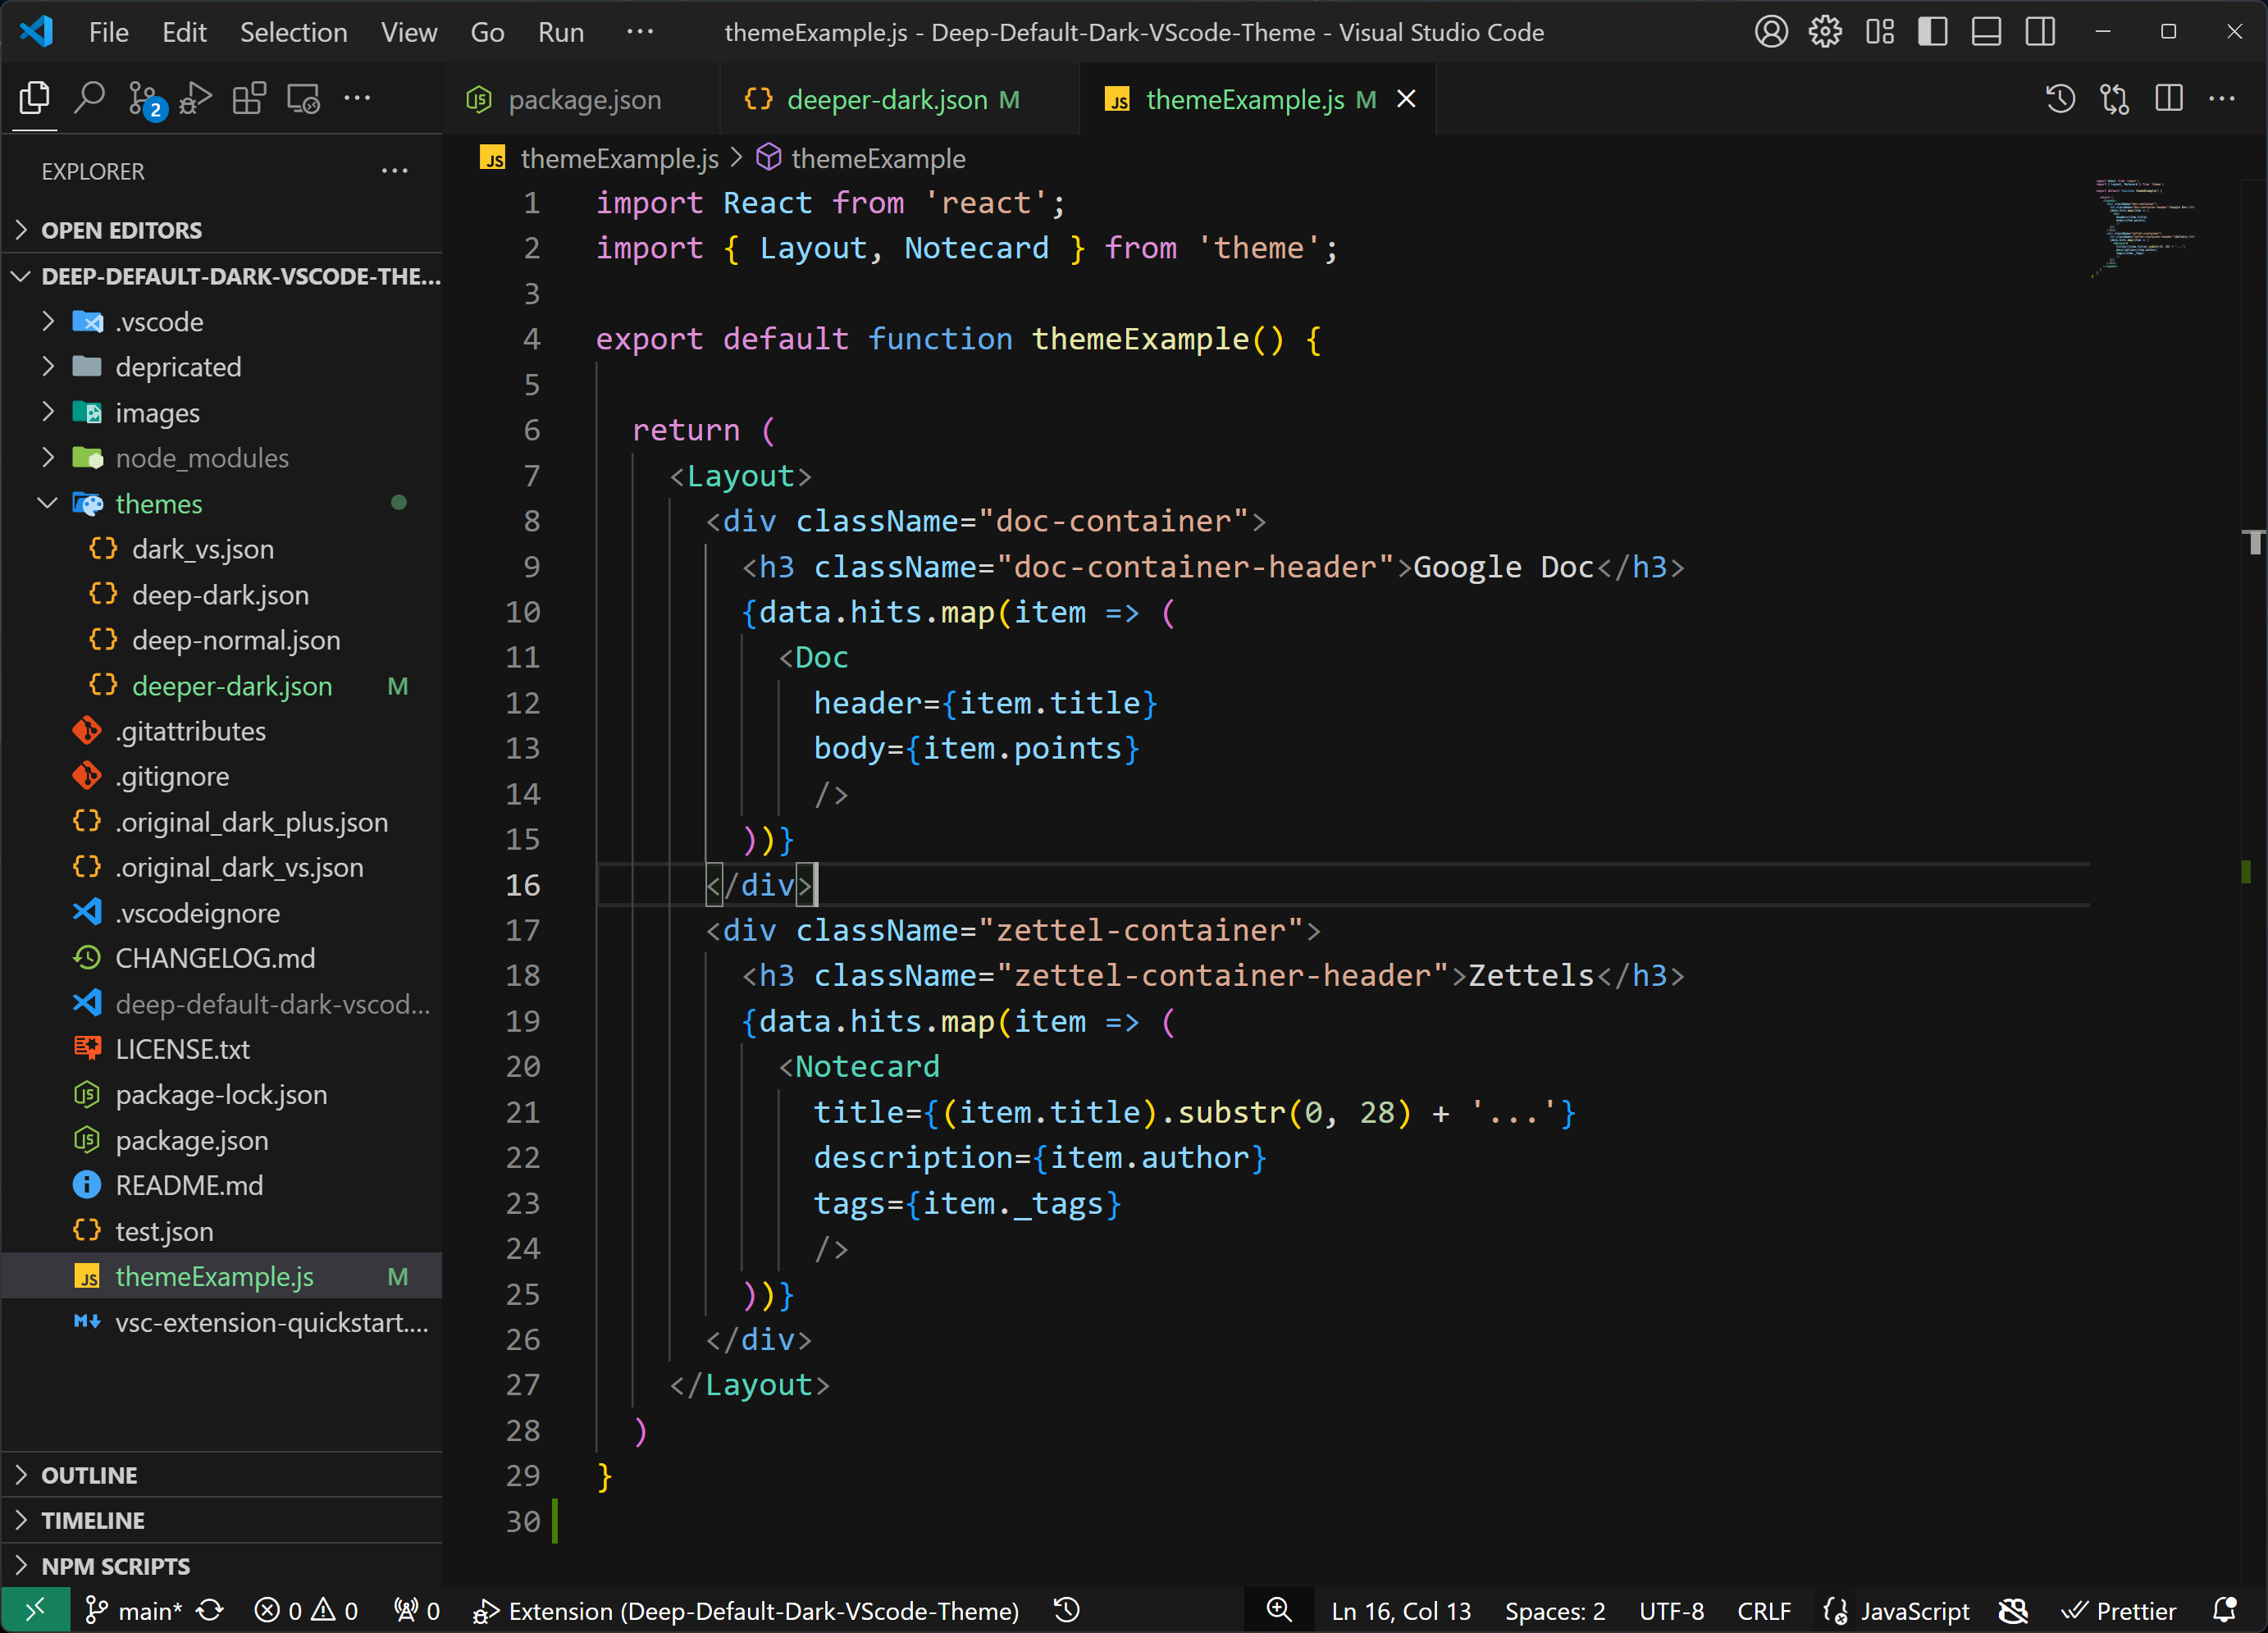 File Edit Selection View Go Run ··· themeExample.js - Deep-Default-Dark-VScode-Theme - Visual Studio Code
2
package.json deeper-dark.json M themeExample.js M
EXPLORER
OPEN EDITORS
DEEP-DEFAULT-DARK-VSCODE-THE...
.vscode
depricated
images
node_modules
themes
dark_vs.json
deep-dark.json
deep-normal.json
deeper-dark.json M
.gitattributes
.gitignore
.original_dark_plus.json
.original_dark_vs.json
.vscodeignore
CHANGELOG.md
deep-default-dark-vscod...
LICENSE.txt
package-lock.json
package.json
README.md
test.json
themeExample.js M
vsc-extension-quickstart....
OUTLINE
TIMELINE
NPM SCRIPTS
JS themeExample.js > themeExample
1 import React from 'react';
2 import { Layout, Notecard } from 'theme';
3
4 export default function themeExample() {
5
6 return (
7 <Layout>
8 <div className="doc-container">
9 <h3 className="doc-container-header">Google Doc</h3>
10 {data.hits.map(item => (
11 <Doc
12 header={item.title}
13 body={item.points}
14 />
15 ))}
16 </div>
17 <div className="zettel-container">
18 <h3 className="zettel-container-header">Zettels</h3>
19 {data.hits.map(item => (
20 <Notecard
21 title={(item.title).substr(0, 28) + '...'}
22 description={item.author}
23 tags={item._tags}
24 />
25 ))}
26 </div>
27 </Layout>
28 )
29 }
30
main* 0 0 0 Extension (Deep-Default-Dark-VScode-Theme) Ln 16, Col 13 Spaces: 2 UTF-8 CRLF JavaScript Prettier